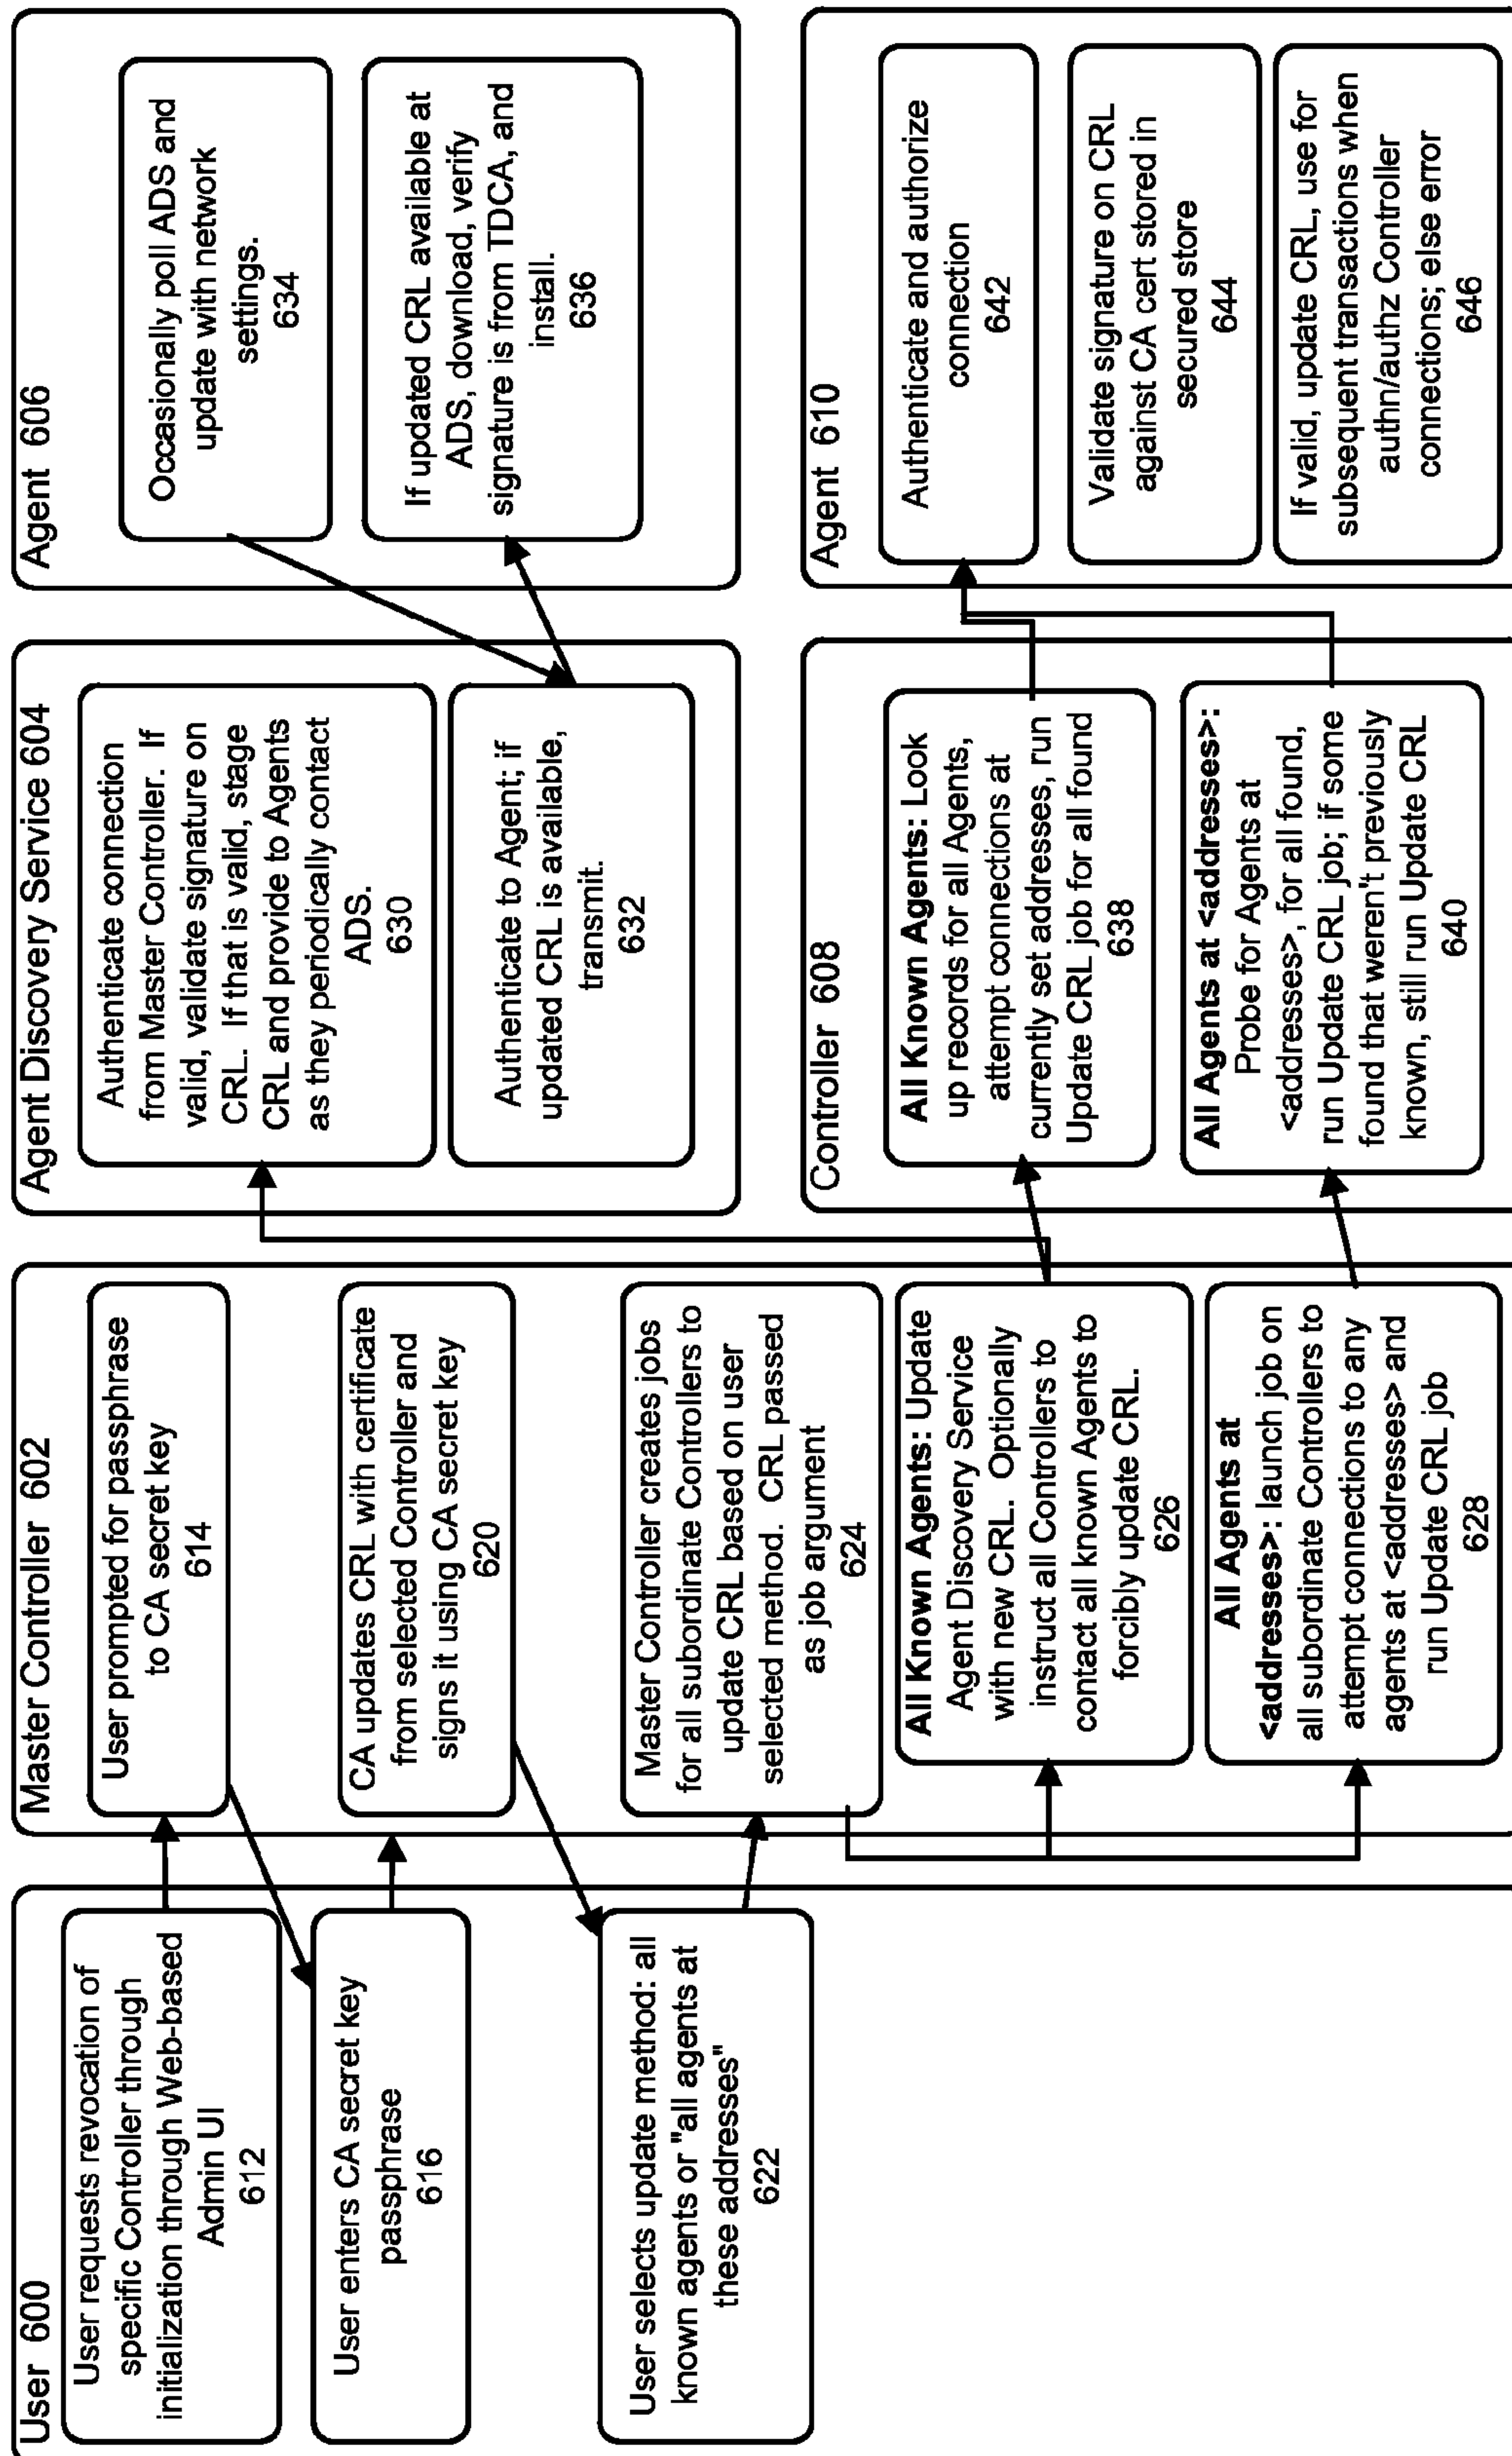 User 600
User requests revocation of
specific Controller through
initialization through Web-based
Admin UI
612
User enters CA secret key
passphrase
616
User selects update method: all
known agents or "all agents at
these addresses"
622
Master Controller 602
User prompted for passphrase
to CA secret key
614
CA updates CRL with certificate
from selected Controller and
signs it using CA secret key
620
Master Controller creates jobs
for all subordinate Controllers to
update CRL based on user
selected method. CRL passed
as job argument
624
All Known Agents: Update
Agent Discovery Service
with new CRL. Optionally
instruct all Controllers to
contact all known Agents to
forcibly update CRL.
626
All Agents at
<addresses>: launch job on
all subordinate Controllers to
attempt connections to any
agents at <addresses> and
run Update CRL job
628
Agent Discovery Service 604
Authenticate connection
from Master Controller. If
valid, validate signature on
CRL. If that is valid, stage
CRL and provide to Agents
as they periodically contact
ADS.
630
Authenticate to Agent; if
updated CRL is available,
transmit.
632
Controller 608
All Known Agents: Look
up records for all Agents,
attempt connections at
currently set addresses, run
Update CRL job for all found
638
All Agents at <addresses>:
Probe for Agents at
<addresses>, for all found,
run Update CRL job; if some
found that weren't previously
known, still run Update CRL
640
Agent 606
Occasionally poll ADS and
update with network
settings.
634
If updated CRL available at
ADS, download, verify
signature is from TDCA, and
install.
636
Agent 610
Authenticate and authorize
connection
642
Validate signature on CRL
against CA cert stored in
secured store
644
If valid, update CRL, use for
subsequent transactions when
authn/authz Controller
connections; else error
646